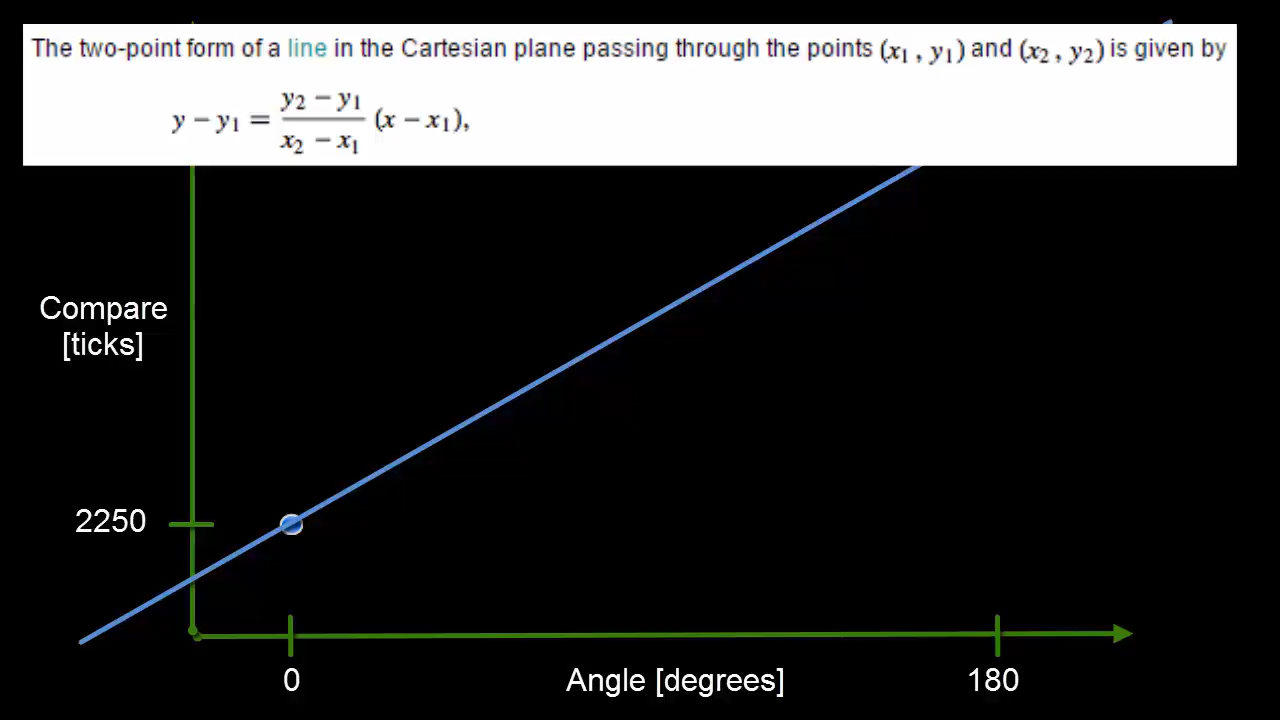 The two-point form of a line in the Cartesian plane passing through the points (x₁ , y₁) and (x₂ , y₂) is given by
y − y₁ = (y₂ − y₁)/(x₂ − x₁) (x − x₁),
Compare
[ticks]
2250
0
Angle [degrees]
180